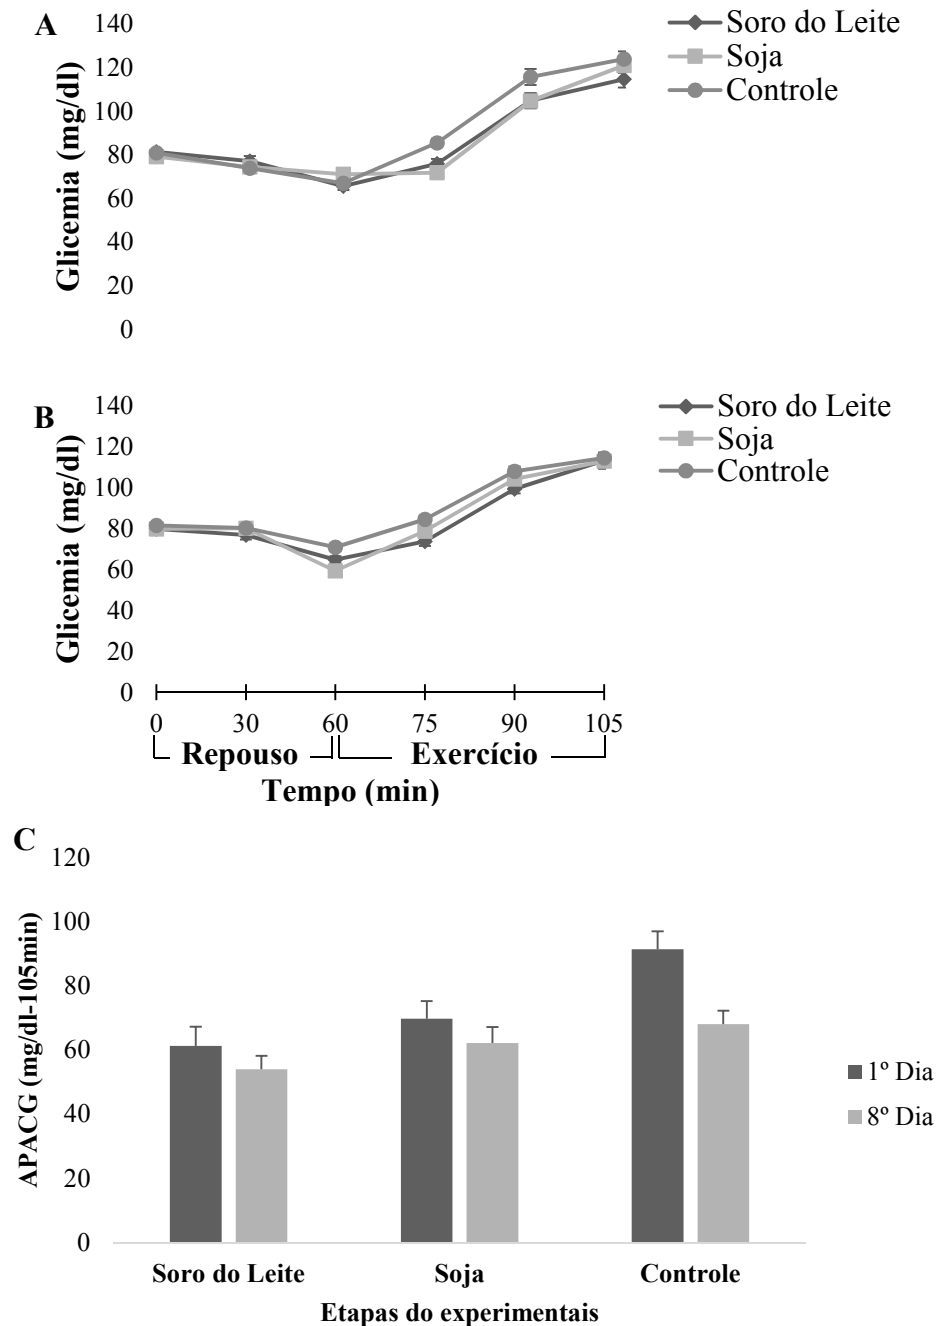 A
Glicemia (mg/dl)
140
120
100
80
60
40
20
0
Soro do Leite
Soja
Controle
B
Glicemia (mg/dl)
140
120
100
80
60
40
20
0
Soro do Leite
Soja
Controle
0 30 60 75 90 105
Repouso Exercício
Tempo (min)
C
APACG (mg/dl-105min)
120
100
80
60
40
20
0
1º Dia
8º Dia
Soro do Leite Soja Controle
Etapas do experimentais